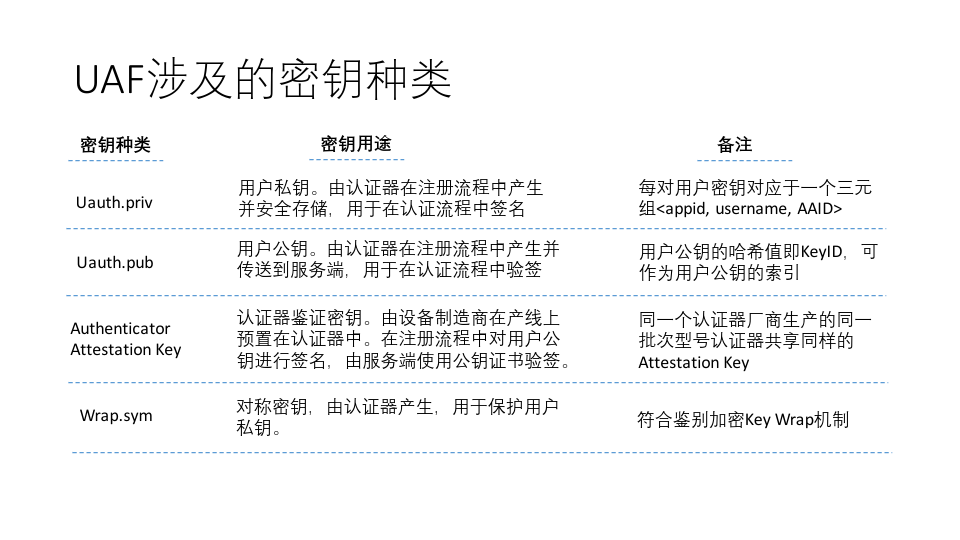 UAF涉及的密钥种类
密钥种类
密钥用途
备注
Uauth.priv
用户私钥。由认证器在注册流程中产生
并安全存储，用于在认证流程中签名
每对用户密钥对应于一个三元
组<appid, username, AAID>
Uauth.pub
用户公钥。由认证器在注册流程中产生并
传送到服务端，用于在认证流程中验签
用户公钥的哈希值即KeyID，可
作为用户公钥的索引
Authenticator
Attestation Key
认证器鉴证密钥。由设备制造商在产线上
预置在认证器中。在注册流程中对用户公
钥进行签名，由服务端使用公钥证书验签。
同一个认证器厂商生产的同一
批次型号认证器共享同样的
Attestation Key
Wrap.sym
对称密钥，由认证器产生，用于保护用户
私钥。
符合鉴别加密Key Wrap机制